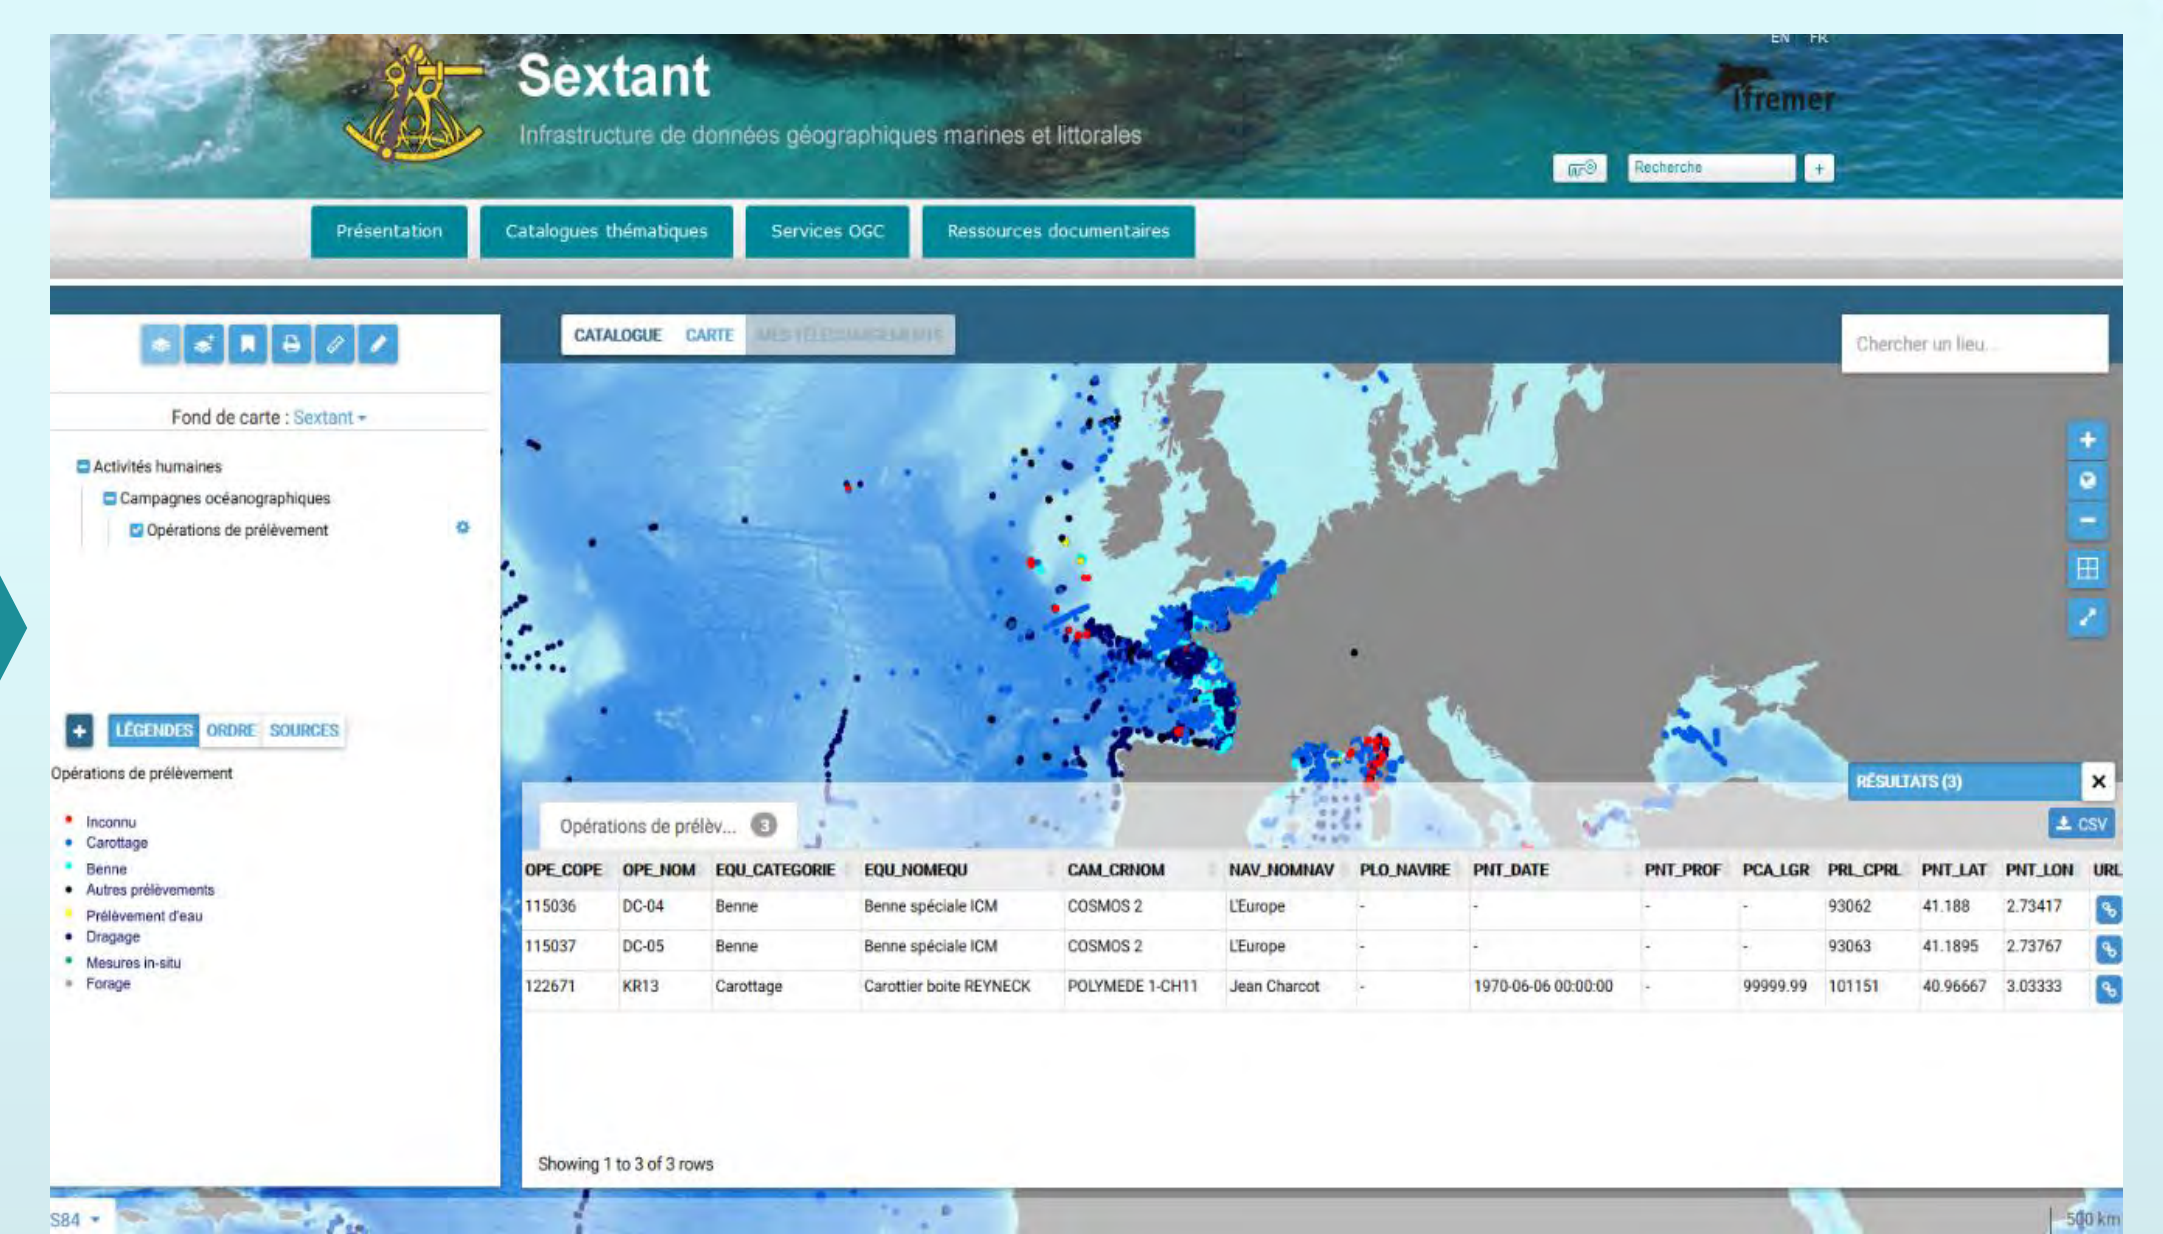 EN FR
Sextant
ifremer
Infrastructure de données géographiques marines et littorales
Recherche
+
Présentation
Catalogues thématiques
Services OGC
Ressources documentaires
CATALOGUE CARTE MES TÉLÉCHARGEMENTS
Chercher un lieu...
Fond de carte : Sextant
Activités humaines
Campagnes océanographiques
Opérations de prélèvement
LÉGENDES ORDRE SOURCES
Opérations de prélèvement
Inconnu
Carottage
Benne
Autres prélèvements
Prélèvement d'eau
Dragage
Mesures in-situ
Forage
RÉSULTATS (3)
Opérations de prélèv... 3
CSV
OPE_COPE OPE_NOM EQU_CATEGORIE EQU_NOMEQU CAM_CRNOM NAV_NOMNAV PLO_NAVIRE PNT_DATE PNT_PROF PCA_LGR PRL_CPRL PNT_LAT PNT_LON URL
115036 DC-04 Benne Benne spéciale ICM COSMOS 2 L'Europe - - - - 93062 41.188 2.73417
115037 DC-05 Benne Benne spéciale ICM COSMOS 2 L'Europe - - - - 93063 41.1895 2.73767
122671 KR13 Carottage Carottier boite REYNECK POLYMEDE 1-CH11 Jean Charcot - 1970-06-06 00:00:00 - 99999.99 101151 40.96667 3.03333
Showing 1 to 3 of 3 rows
S84
500 km